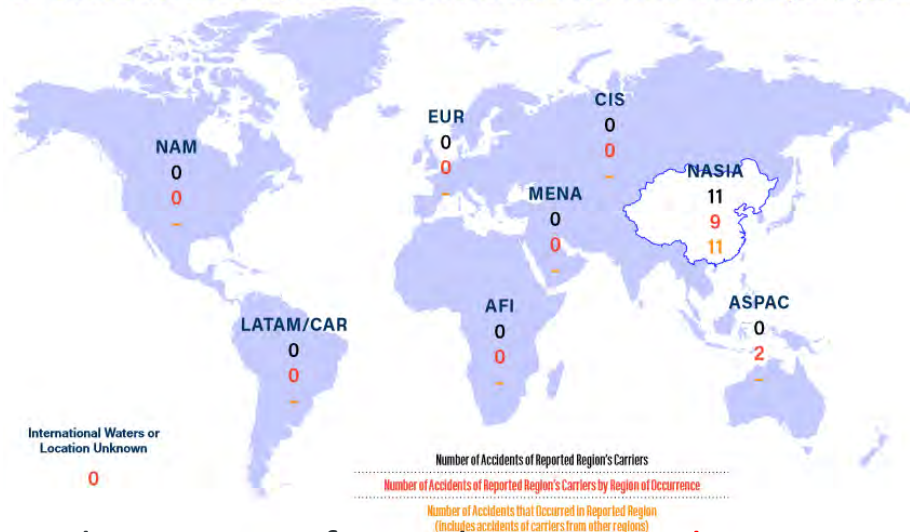 CIS
0
0
-
EUR
0
0
-
NAM
0
0
-
NASIA
11
9
11
MENA
0
0
-
ASPAC
0
2
-
AFI
0
0
-
LATAM/CAR
0
0
-
International Waters or
Location Unknown
0
Number of Accidents of Reported Region's Carriers
Number of Accidents of Reported Region's Carriers by Region of Occurrence
Number of Accidents that Occurred in Reported Region
(includes accidents of carriers from other regions)